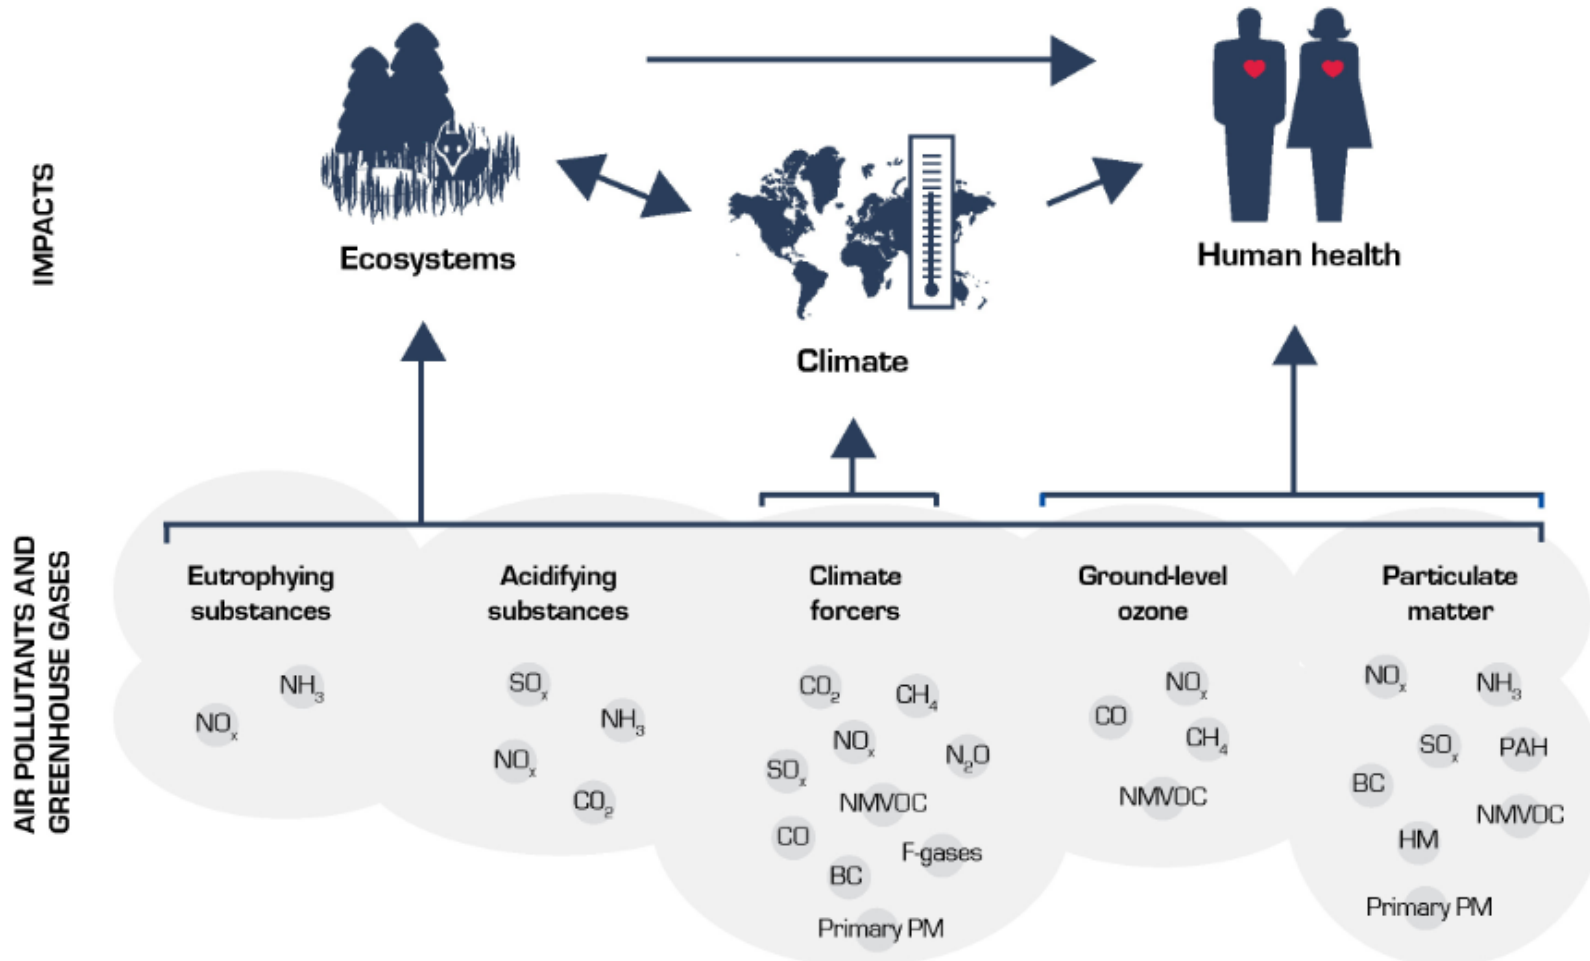 IMPACTS
Ecosystems
Climate
Human health
AIR POLLUTANTS AND
GREENHOUSE GASES
Eutrophying
substances
NH₃
NOₓ
Acidifying
substances
SOₓ
NH₃
NOₓ
CO₂
Climate
forcers
CO₂
CH₄
NOₓ
N₂O
SOₓ
NMVOC
CO
F-gases
BC
Primary PM
Ground-level
ozone
NOₓ
CO
CH₄
NMVOC
Particulate
matter
NOₓ
NH₃
SOₓ
PAH
BC
NMVOC
HM
Primary PM